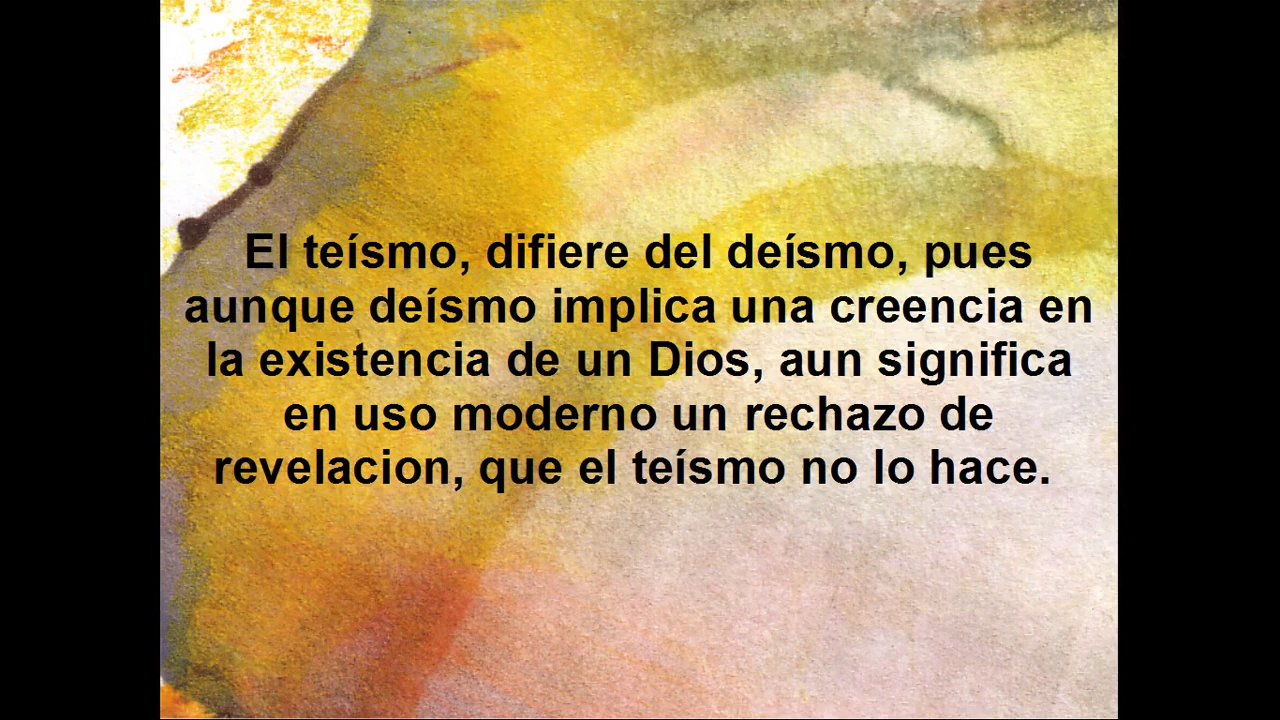 El teísmo, difiere del deísmo, pues
aunque deísmo implica una creencia en
la existencia de un Dios, aun significa
en uso moderno un rechazo de
revelacion, que el teísmo no lo hace.